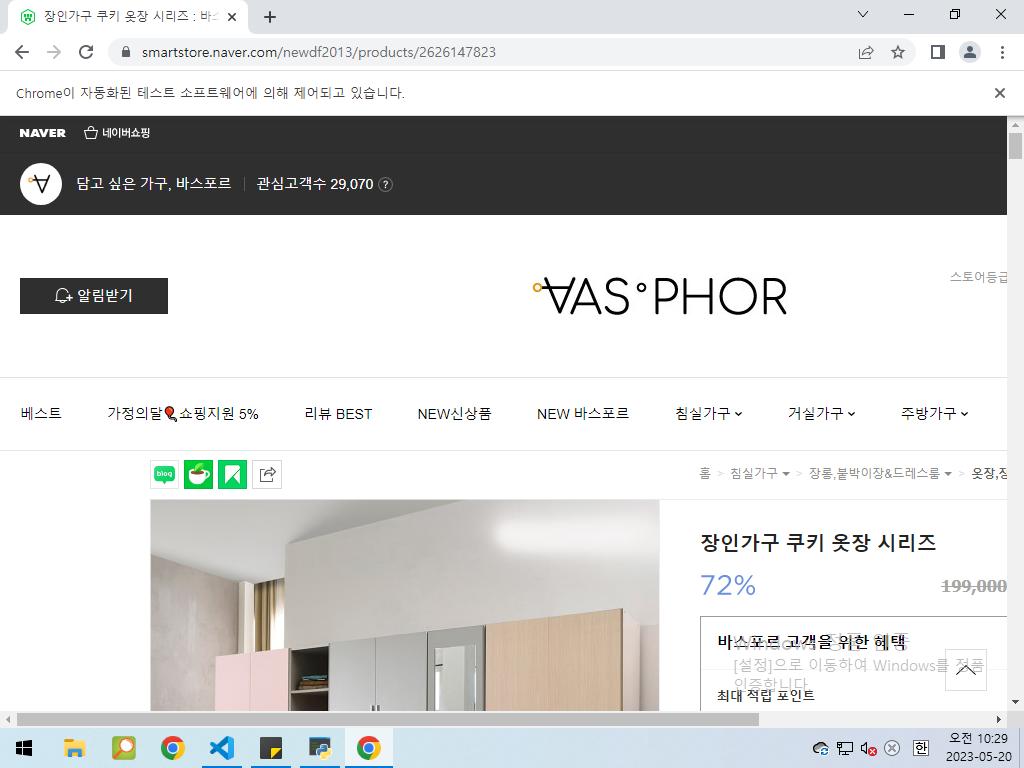 장인가구 쿠키 옷장 시리즈 : 바스
smartstore.naver.com/newdf2013/products/2626147823
Chrome이 자동화된 테스트 소프트웨어에 의해 제어되고 있습니다.
NAVER 네이버쇼핑
담고 싶은 가구, 바스포르 관심고객수 29,070 ?
알림받기
VAS°PHOR
스토어등급
베스트 가정의달🎈쇼핑지원 5% 리뷰 BEST NEW신상품 NEW 바스포르 침실가구 거실가구 주방가구
blog
홈 > 침실가구 > 장롱,붙박이장&드레스룸 > 옷장,장
장인가구 쿠키 옷장 시리즈
72% 199,000
바스포르 고객을 위한 혜택
Windows 정품 인증
[설정]으로 이동하여 Windows를 정품
인증합니다.
최대 적립 포인트
한
오전 10:29
2023-05-20